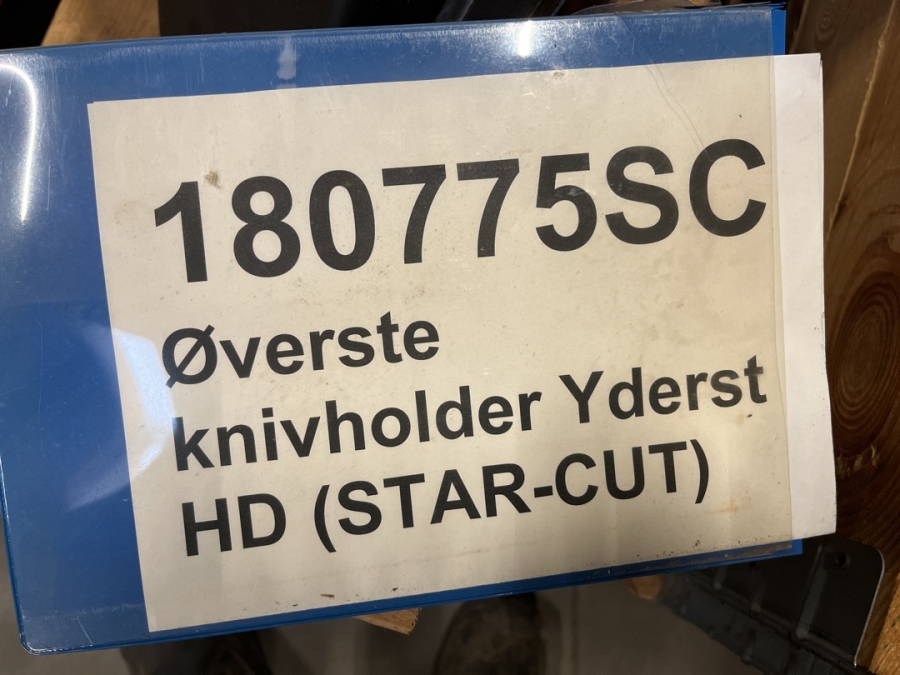 180775SC
Øverste
knivholder Yderst
HD (STAR-CUT)